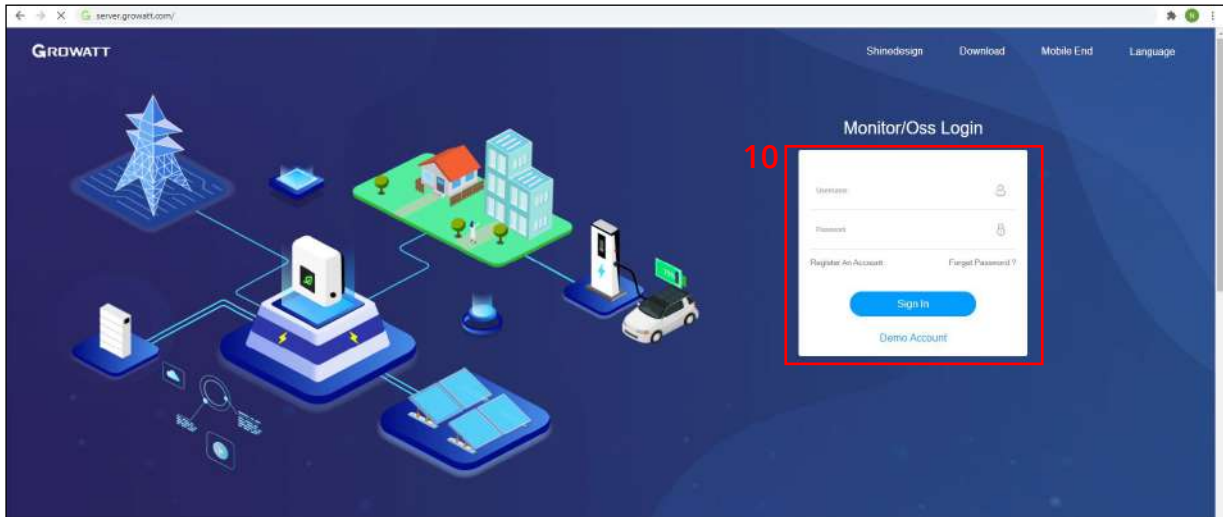 server.growatt.com/
N
GROWATT
Shinedesign Download Mobile End Language
Monitor/Oss Login
10
Username
Password
Register An Account
Forget Password ?
Sign In
Demo Account